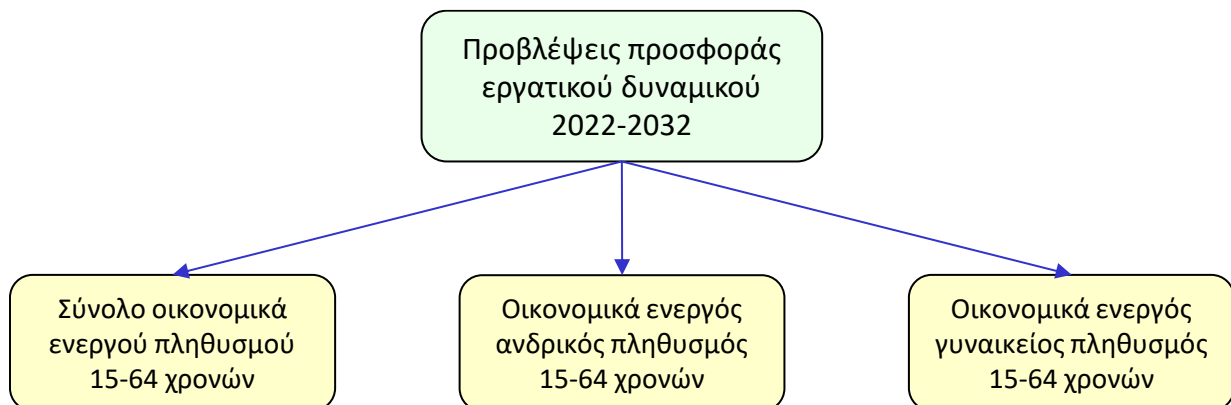 Προβλέψεις προσφοράς
εργατικού δυναμικού
2022-2032
Σύνολο οικονομικά
ενεργού πληθυσμού
15-64 χρονών
Οικονομικά ενεργός
ανδρικός πληθυσμός
15-64 χρονών
Οικονομικά ενεργός
γυναικείος πληθυσμός
15-64 χρονών